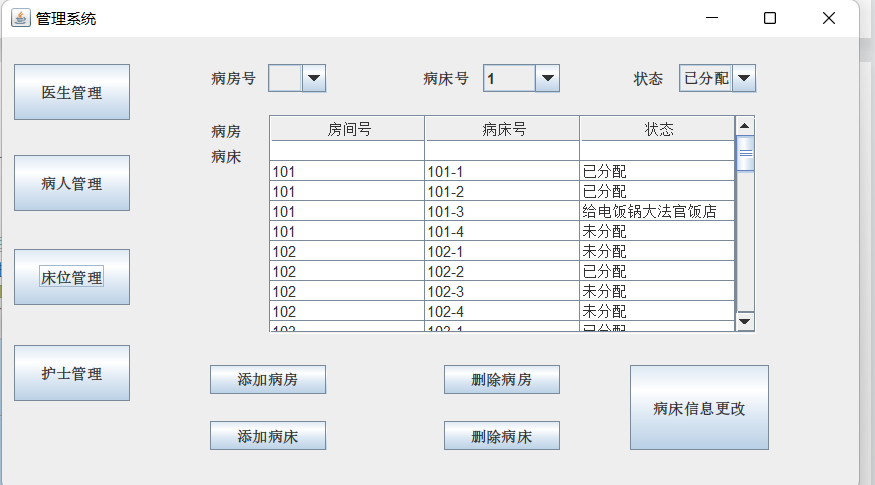 管理系统
医生管理
病人管理
床位管理
护士管理
病房号
病床号 1
状态 已分配
病房
病床
房间号 病床号 状态
101 101-1 已分配
101 101-2 已分配
101 101-3 给电饭锅大法官饭店
101 101-4 未分配
102 102-1 未分配
102 102-2 已分配
102 102-3 未分配
102 102-4 未分配
添加病房 删除病房
病床信息更改
添加病床 删除病床